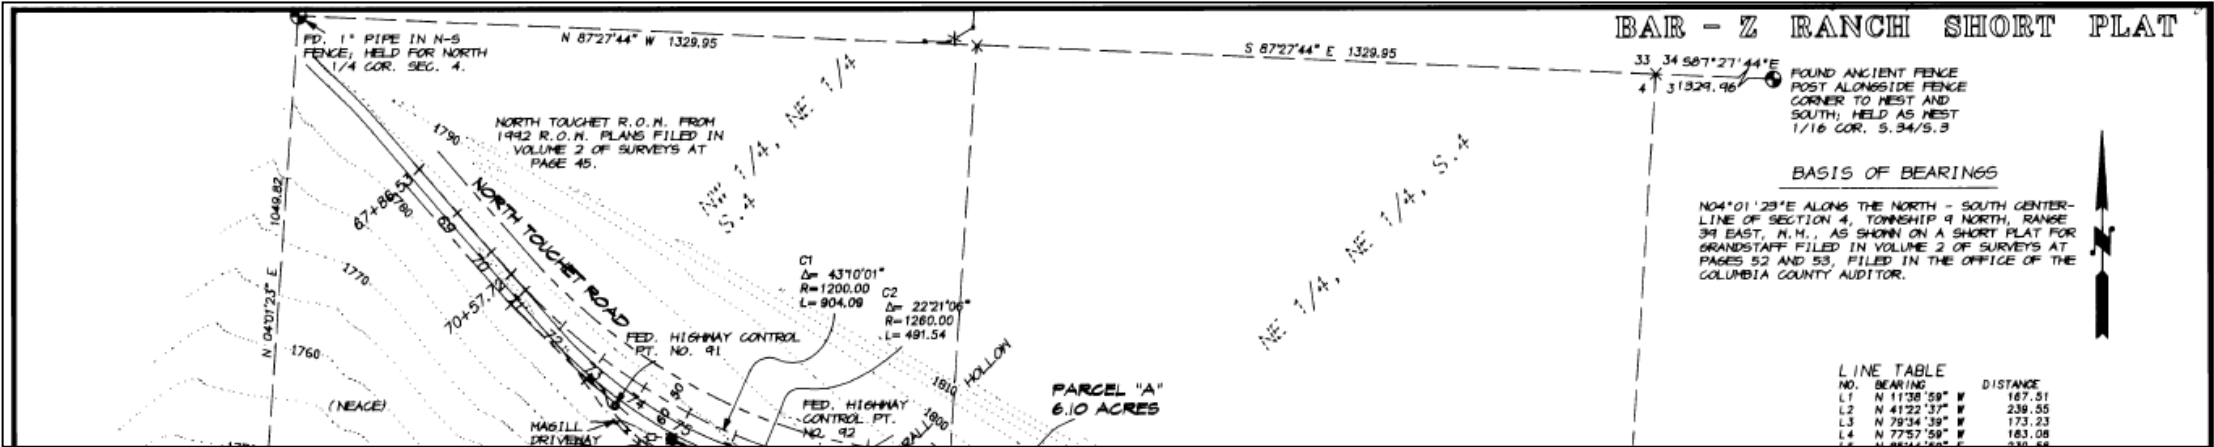 BAR - Z RANCH SHORT PLAT
FD. 1" PIPE IN N-S
FENCE; HELD FOR NORTH
1/4 COR. SEC. 4.
N 87°27'44" W 1329.95
S 87°27'44" E 1329.95
33 34 S87°27'44"E
4 3 1329.96
FOUND ANCIENT FENCE
POST ALONGSIDE FENCE
CORNER TO WEST AND
SOUTH; HELD AS WEST
1/16 COR. S.34/S.3
NORTH TOUCHET R.O.W. FROM
1992 R.O.W. PLANS FILED IN
VOLUME 2 OF SURVEYS AT
PAGE 45.
NW 1/4, NE 1/4
S.4
NE 1/4, NE 1/4, S.4
BASIS OF BEARINGS
N04°01'23"E ALONG THE NORTH - SOUTH CENTER-
LINE OF SECTION 4, TOWNSHIP 9 NORTH, RANGE
39 EAST, W.M., AS SHOWN ON A SHORT PLAT FOR
GRANDSTAFF FILED IN VOLUME 2 OF SURVEYS AT
PAGES 52 AND 53, FILED IN THE OFFICE OF THE
COLUMBIA COUNTY AUDITOR.
N
1790
67+86.53
1780
69
70
NORTH TOUCHET ROAD
1049.82
N 04°01'23" E
1770
70+57.72
71
72
1760
C1
Δ= 43°10'01"
R=1200.00
L= 904.09
C2
Δ= 22°21'06"
R=1260.00
L= 491.54
FED. HIGHWAY CONTROL
PT. NO. 91
73
74
75
60
50
(NEACE)
MAGILL
DRIVEWAY
FED. HIGHWAY
CONTROL PT.
NO. 92
1810
HOLLOW
1800
PARCEL "A"
6.10 ACRES
LINE TABLE
NO. BEARING DISTANCE
L1 N 11°38'59" W 167.51
L2 N 41°22'37" W 239.55
L3 N 79°34'39" W 173.23
L4 N 77°57'59" W 163.08